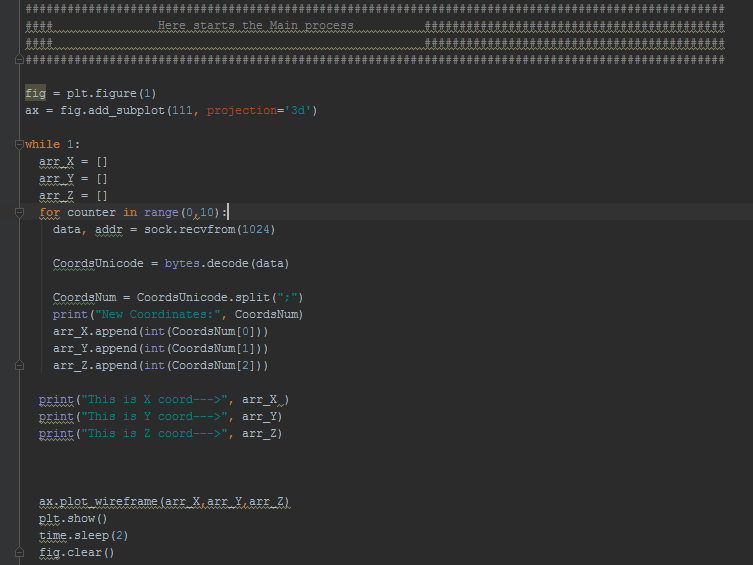 ####################################################################################################
####               Here starts the Main process          ###########################################
####                                                     ###########################################
####################################################################################################
fig = plt.figure(1)
ax = fig.add_subplot(111, projection='3d')
while 1:
  arr_X = []
  arr_Y = []
  arr_Z = []
  for counter in range(0,10):
    data, addr = sock.recvfrom(1024)
    CoordsUnicode = bytes.decode(data)
    CoordsNum = CoordsUnicode.split(";")
    print("New Coordinates:", CoordsNum)
    arr_X.append(int(CoordsNum[0]))
    arr_Y.append(int(CoordsNum[1]))
    arr_Z.append(int(CoordsNum[2]))
  print("This is X coord--->", arr_X )
  print("This is Y coord--->", arr_Y)
  print("This is Z coord--->", arr_Z)
  ax.plot_wireframe(arr_X,arr_Y,arr_Z)
  plt.show()
  time.sleep(2)
  fig.clear()